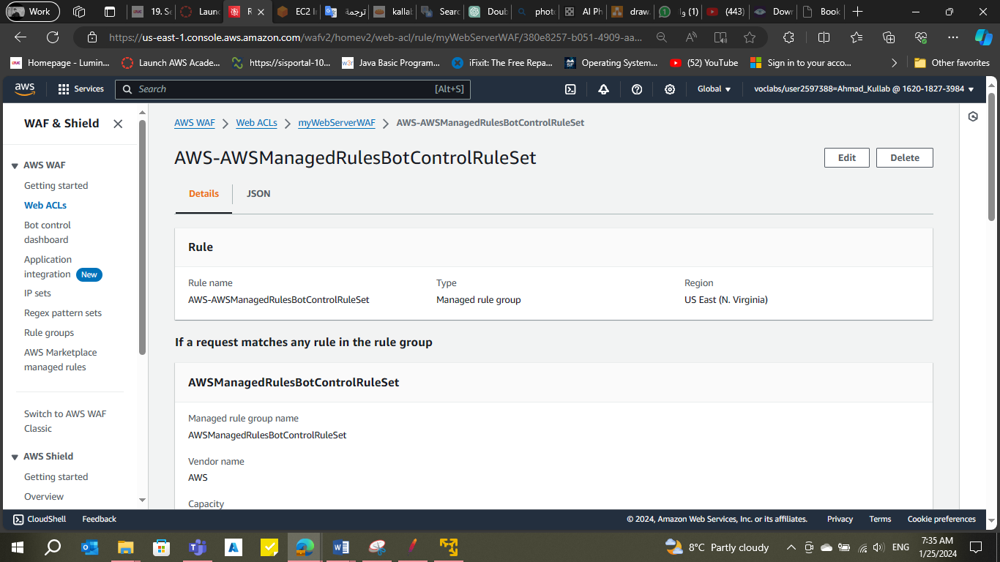 Work
19. Se
Launc
R
EC2 In
ترجمة
kallab
Searc
Doub
photo
AI Ph
draw.
(1) وا
(443)
Dowr
Book
https://us-east-1.console.aws.amazon.com/wafv2/homev2/web-acl/rule/myWebServerWAF/380e8257-b051-4909-aa...
Homepage - Lumin...
Launch AWS Acade...
https://sisportal-10...
w3r
Java Basic Program...
iFixit: The Free Repa...
Operating System...
(52) YouTube
Sign in to your acco...
Other favorites
aws
Services
Search
[Alt+S]
Global
voclabs/user2597388=Ahmad_Kullab @ 1620-1827-3984
WAF & Shield
AWS WAF
Getting started
Web ACLs
Bot control
dashboard
Application
integration New
IP sets
Regex pattern sets
Rule groups
AWS Marketplace
managed rules
Switch to AWS WAF
Classic
AWS Shield
Getting started
Overview
AWS WAF
Web ACLs
myWebServerWAF
AWS-AWSManagedRulesBotControlRuleSet
AWS-AWSManagedRulesBotControlRuleSet
Edit
Delete
Details
JSON
Rule
Rule name
AWS-AWSManagedRulesBotControlRuleSet
Type
Managed rule group
Region
US East (N. Virginia)
If a request matches any rule in the rule group
AWSManagedRulesBotControlRuleSet
Managed rule group name
AWSManagedRulesBotControlRuleSet
Vendor name
AWS
Capacity
CloudShell
Feedback
© 2024, Amazon Web Services, Inc. or its affiliates.
Privacy
Terms
Cookie preferences
8°C Partly cloudy
ENG
7:35 AM
1/25/2024